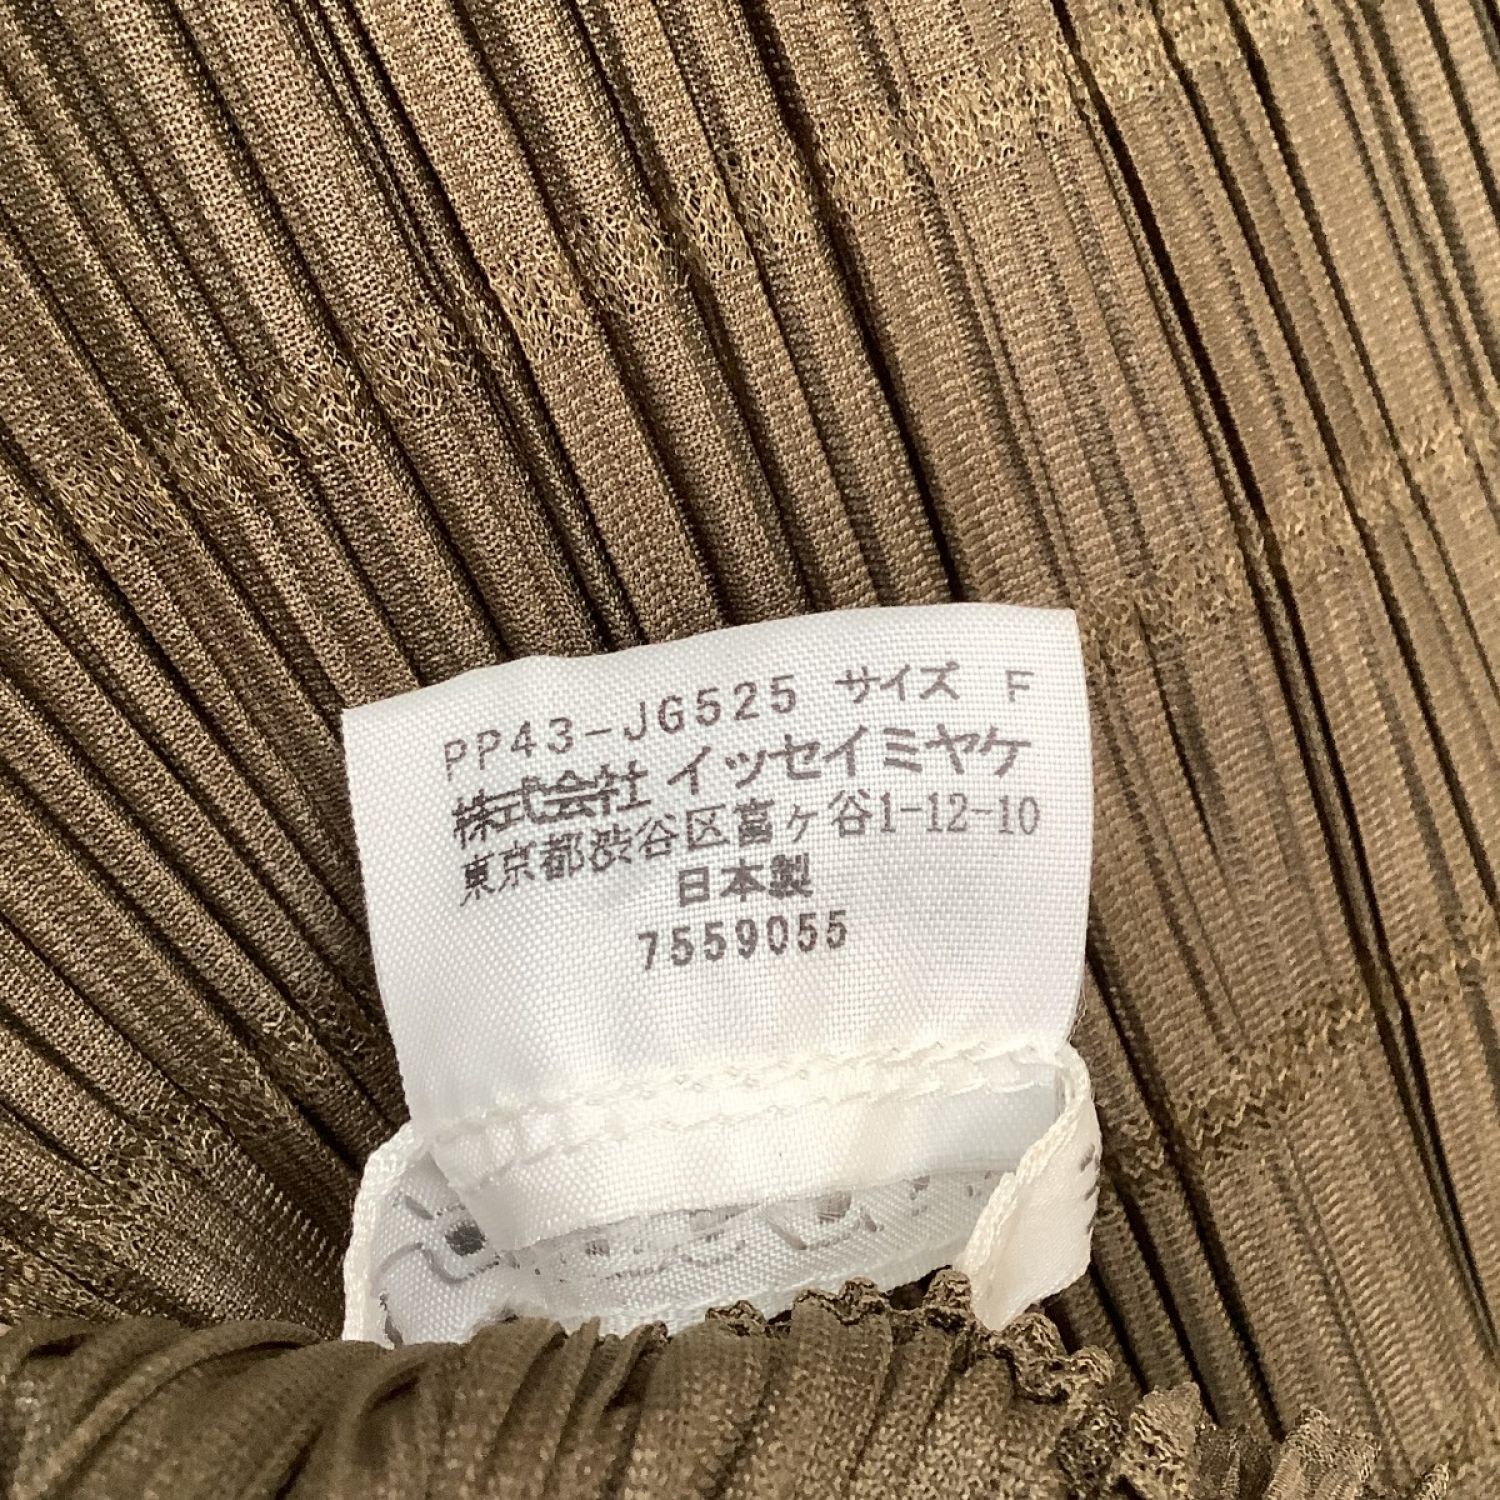 PP43-JG525 サイズ F
株式会社 イッセイミヤケ
東京都渋谷区富ヶ谷1-12-10
日本製
7559055